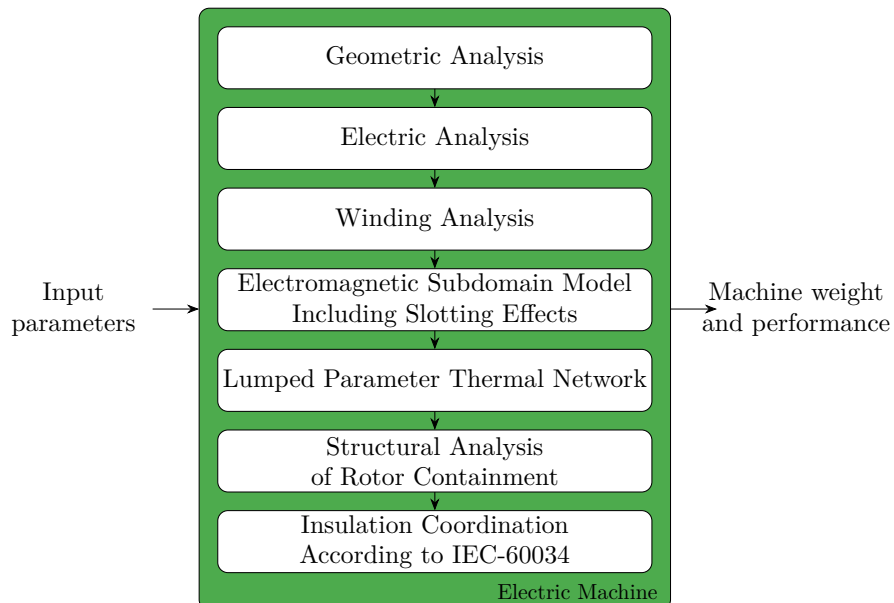 Geometric Analysis
Electric Analysis
Winding Analysis
Electromagnetic Subdomain Model
Including Slotting Effects
Input
parameters
Machine weight
and performance
Lumped Parameter Thermal Network
Structural Analysis
of Rotor Containment
Insulation Coordination
According to IEC-60034
Electric Machine